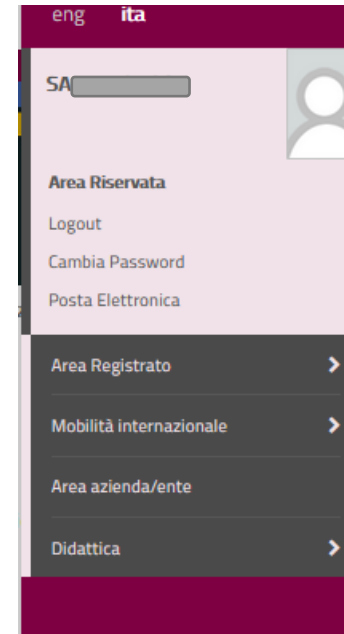 eng ita
SA
Area Riservata
Logout
Cambia Password
Posta Elettronica
Area Registrato
Mobilità internazionale
Area azienda/ente
Didattica